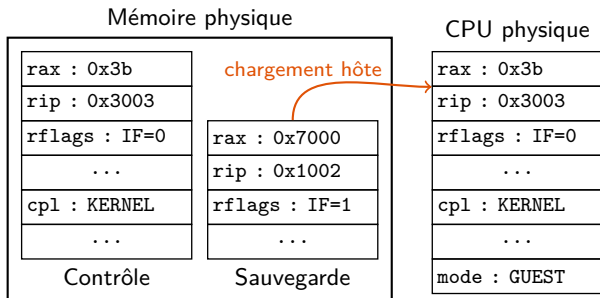 Mémoire physique
rax : 0x3b
rip : 0x3003
rflags : IF=0
...
cpl : KERNEL
...
Contrôle
chargement hôte
rax : 0x7000
rip : 0x1002
rflags : IF=1
...
Sauvegarde
CPU physique
rax : 0x3b
rip : 0x3003
rflags : IF=0
...
cpl : KERNEL
...
mode : GUEST